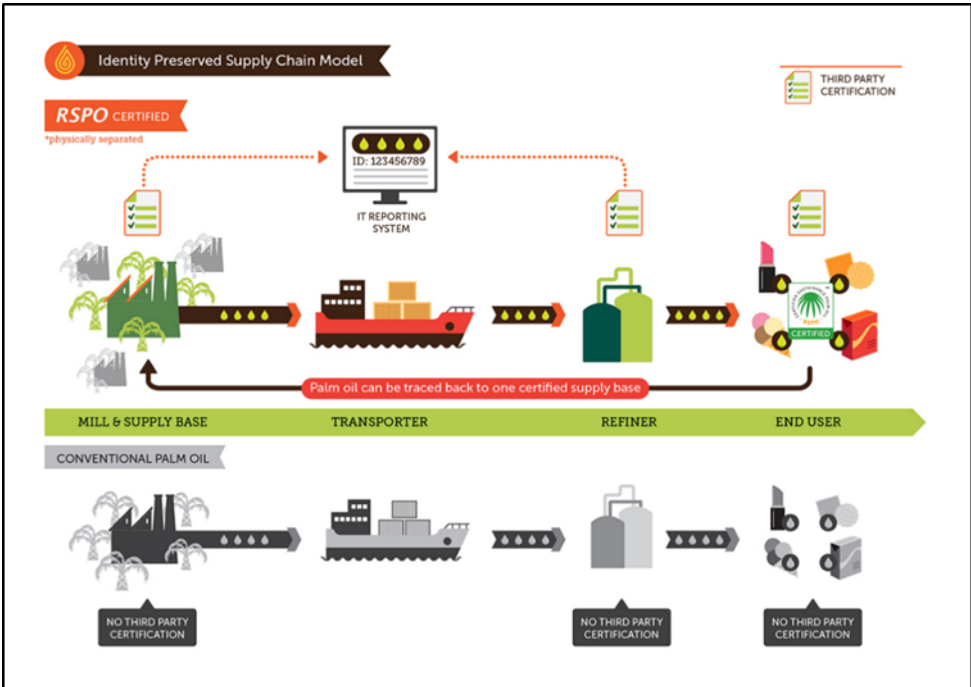 Identity Preserved Supply Chain Model
THIRD PARTY
CERTIFICATION
RSPO CERTIFIED
*physically separated
ID: 123456789
IT REPORTING
SYSTEM
RSPO
CERTIFIED
Palm oil can be traced back to one certified supply base
MILL & SUPPLY BASE
TRANSPORTER
REFINER
END USER
CONVENTIONAL PALM OIL
NO THIRD PARTY
CERTIFICATION
NO THIRD PARTY
CERTIFICATION
NO THIRD PARTY
CERTIFICATION